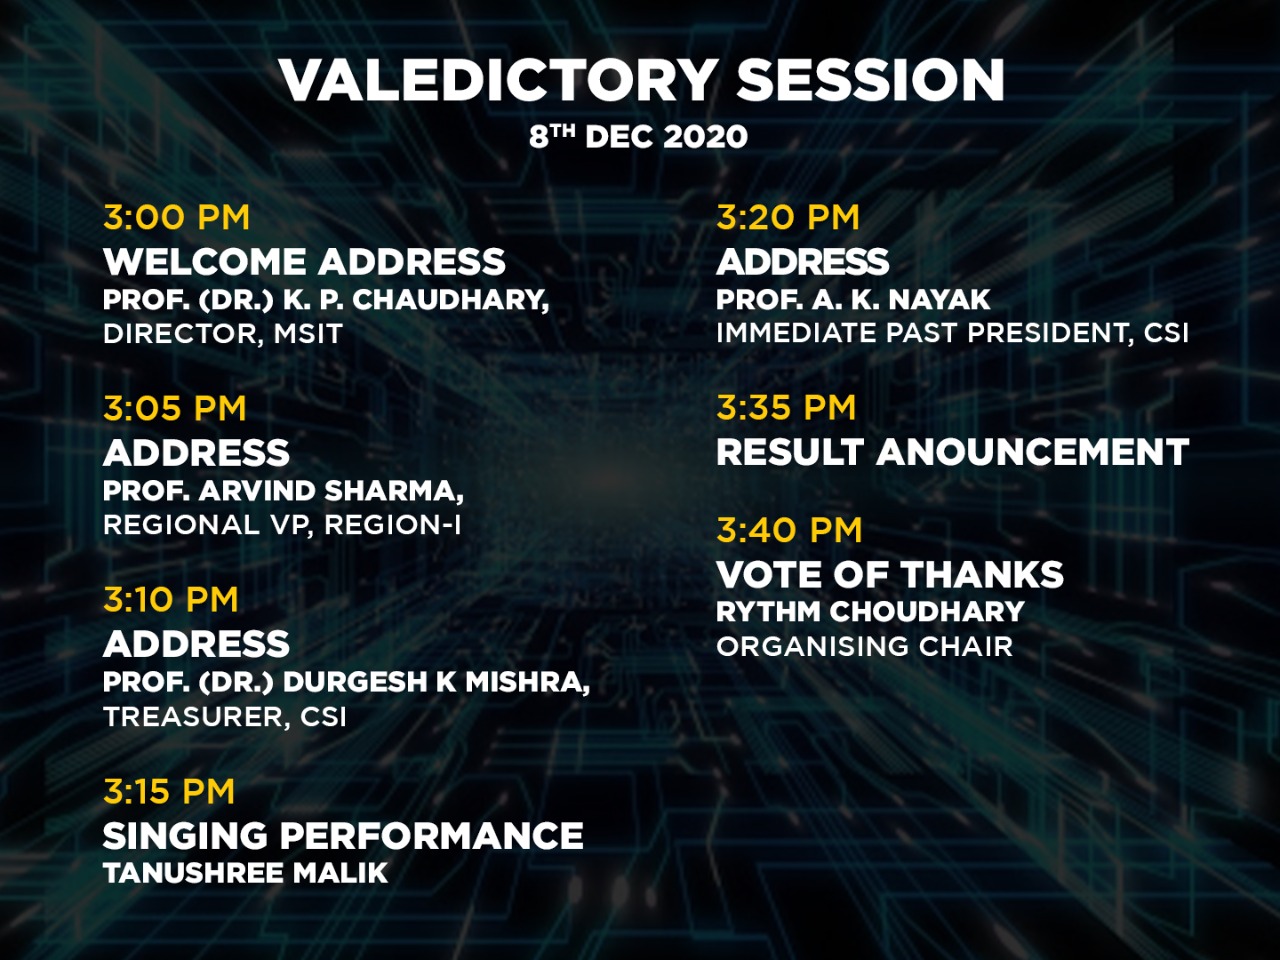 VALEDICTORY SESSION
8TH DEC 2020
3:00 PM
WELCOME ADDRESS
PROF. (DR.) K. P. CHAUDHARY,
DIRECTOR, MSIT
3:05 PM
ADDRESS
PROF. ARVIND SHARMA,
REGIONAL VP, REGION-I
3:10 PM
ADDRESS
PROF. (DR.) DURGESH K MISHRA,
TREASURER, CSI
3:15 PM
SINGING PERFORMANCE
TANUSHREE MALIK
3:20 PM
ADDRESS
PROF. A. K. NAYAK
IMMEDIATE PAST PRESIDENT, CSI
3:35 PM
RESULT ANOUNCEMENT
3:40 PM
VOTE OF THANKS
RYTHM CHOUDHARY
ORGANISING CHAIR